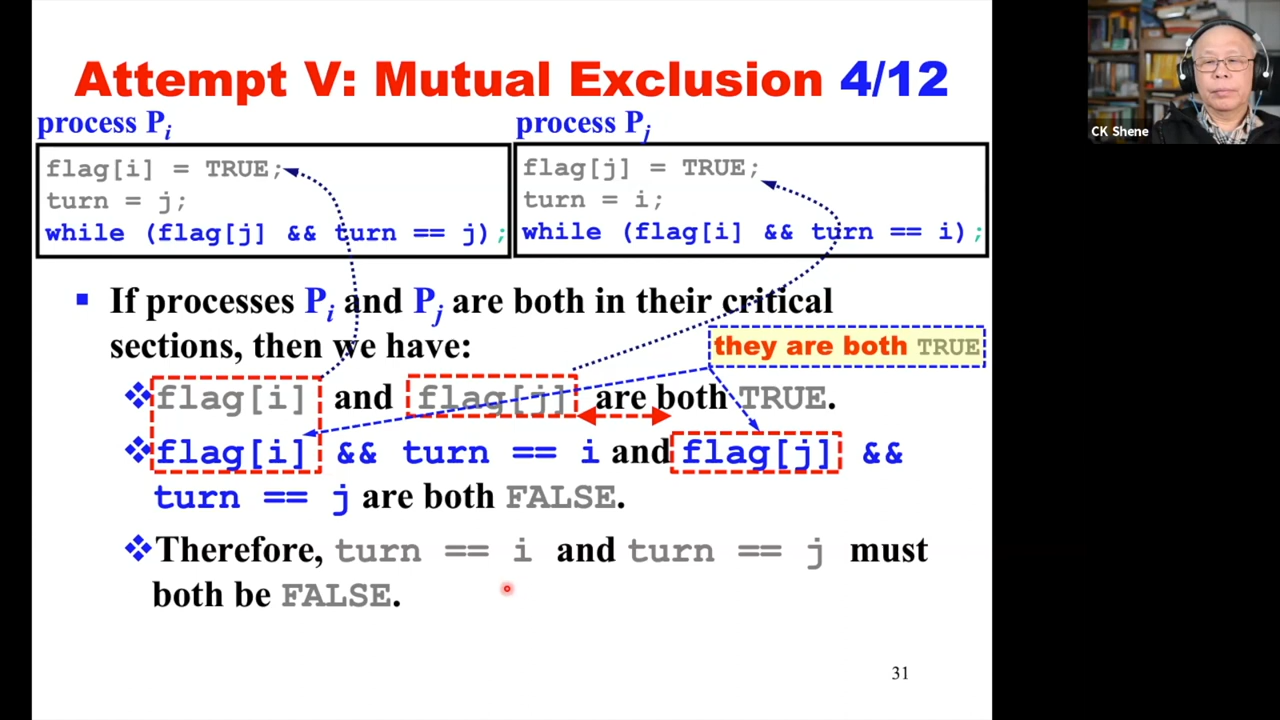 Attempt V: Mutual Exclusion 4/12
process Pi
flag[i] = TRUE;
turn = j;
while (flag[j] && turn == j);
process Pj
flag[j] = TRUE;
turn = i;
while (flag[i] && turn == i);
If processes Pi and Pj are both in their critical
sections, then we have:
they are both TRUE
flag[i] and flag[j] are both TRUE.
flag[i] && turn == i and flag[j] &&
turn == j are both FALSE.
Therefore, turn == i and turn == j must
both be FALSE.
31
CK Shene